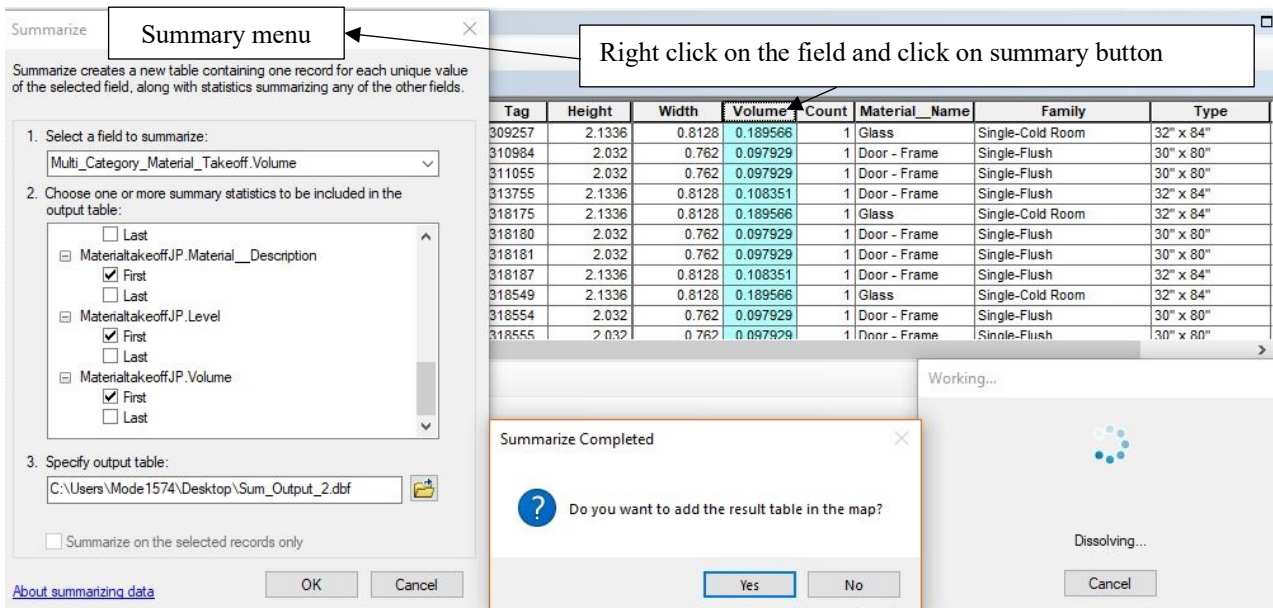 Summarize
Summary menu
Summarize creates a new table containing one record for each unique value
of the selected field, along with statistics summarizing any of the other fields.
1. Select a field to summarize:
Multi_Category_Material_Takeoff.Volume
2. Choose one or more summary statistics to be included in the
output table:
Last
MaterialtakeoffJP.Material__Description
First
Last
MaterialtakeoffJP.Level
First
Last
MaterialtakeoffJP.Volume
First
Last
3. Specify output table:
C:\Users\Mode1574\Desktop\Sum_Output_2.dbf
Summarize on the selected records only
About summarizing data
OK Cancel
Right click on the field and click on summary button
Tag Height Width Volume Count Material__Name Family Type
309257 2.1336 0.8128 0.189566 1 Glass Single-Cold Room 32" x 84"
310984 2.032 0.762 0.097929 1 Door - Frame Single-Flush 30" x 80"
311055 2.032 0.762 0.097929 1 Door - Frame Single-Flush 30" x 80"
313755 2.1336 0.8128 0.108351 1 Door - Frame Single-Flush 32" x 84"
318175 2.1336 0.8128 0.189566 1 Glass Single-Cold Room 32" x 84"
318180 2.032 0.762 0.097929 1 Door - Frame Single-Flush 30" x 80"
318181 2.032 0.762 0.097929 1 Door - Frame Single-Flush 30" x 80"
318187 2.1336 0.8128 0.108351 1 Door - Frame Single-Flush 32" x 84"
318549 2.1336 0.8128 0.189566 1 Glass Single-Cold Room 32" x 84"
318554 2.032 0.762 0.097929 1 Door - Frame Single-Flush 30" x 80"
318555 2.032 0.762 0.097929 1 Door - Frame Single-Flush 30" x 80"
Summarize Completed
Do you want to add the result table in the map?
Yes No
Working...
Dissolving...
Cancel